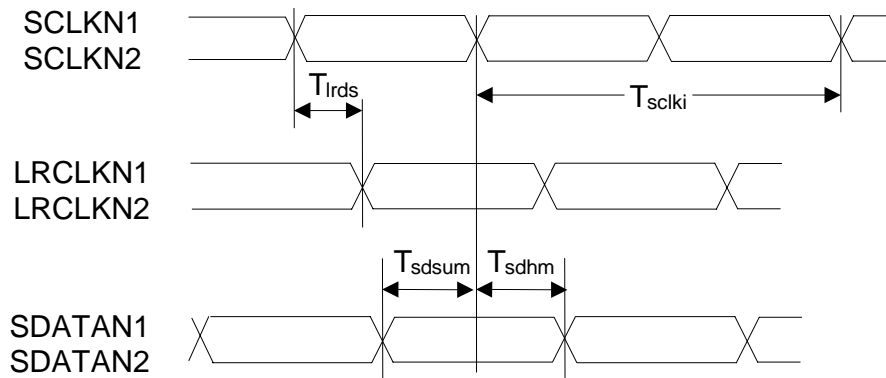 SCLKN1
SCLKN2
Tlrds
Tsclki
LRCLKN1
LRCLKN2
Tsdsum
Tsdhm
SDATAN1
SDATAN2